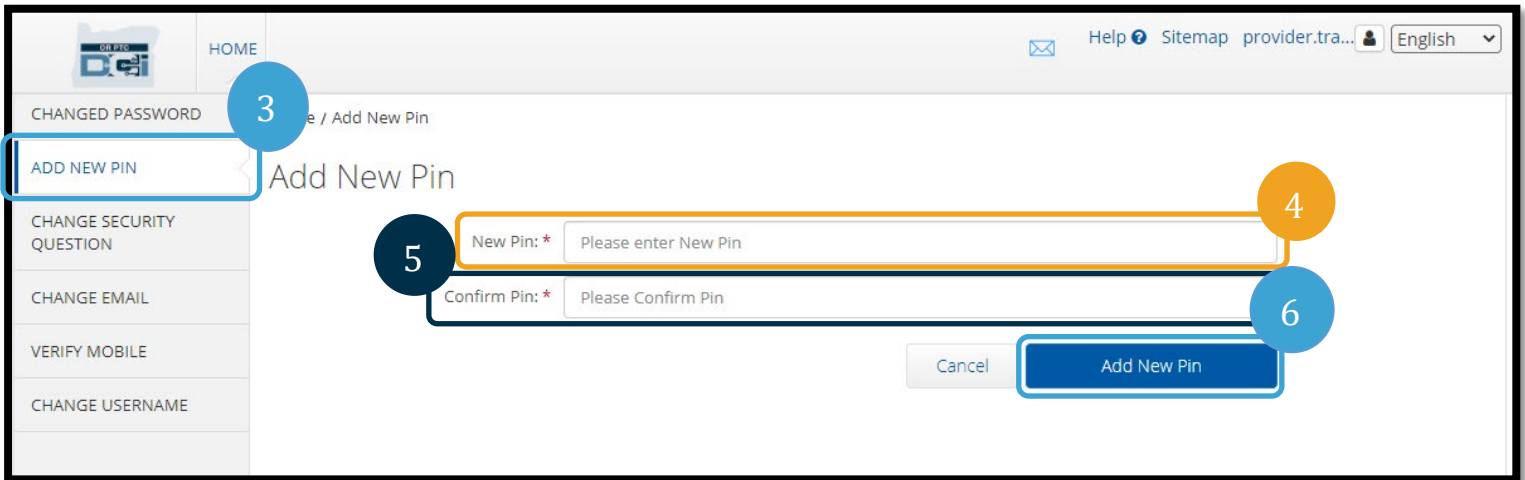 OR PTC
DCI
HOME
Help Sitemap provider.tra... English
CHANGED PASSWORD
3
/ Add New Pin
ADD NEW PIN
Add New Pin
CHANGE SECURITY
QUESTION
4
New Pin: * Please enter New Pin
5
Confirm Pin: * Please Confirm Pin
6
CHANGE EMAIL
VERIFY MOBILE
Cancel Add New Pin
CHANGE USERNAME